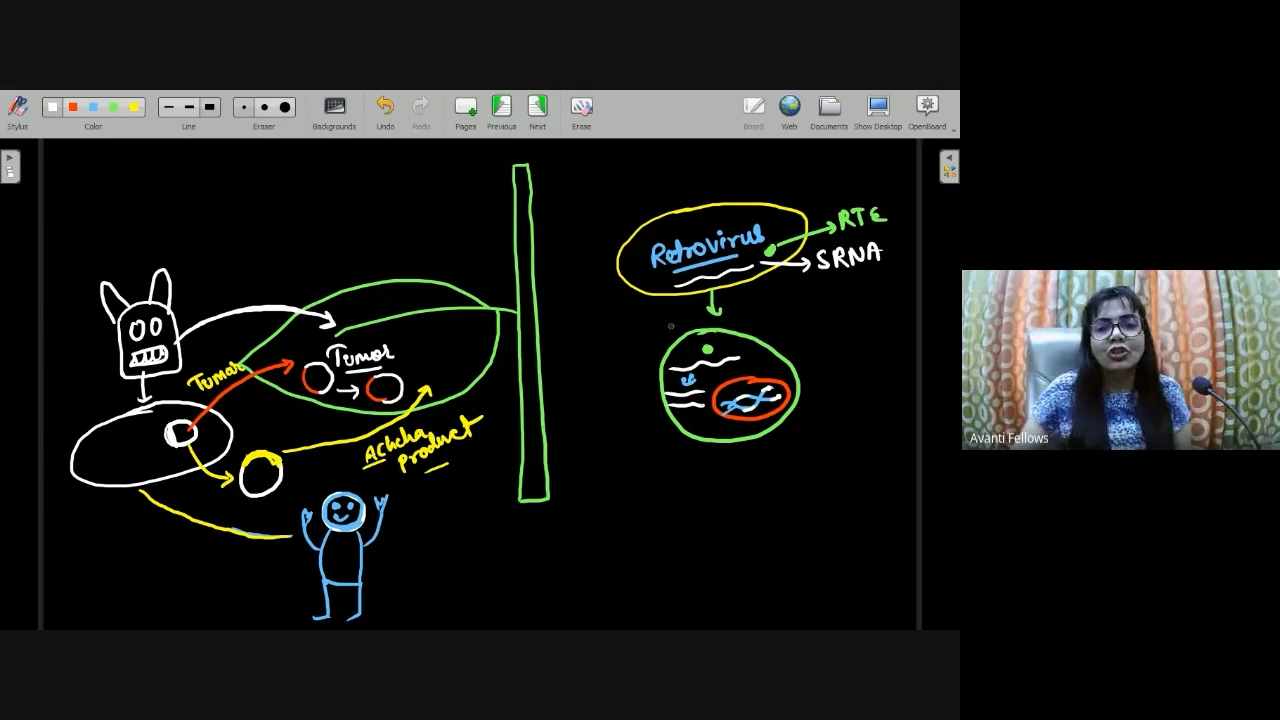 Stylus
Color
Line
Eraser
Backgrounds
Undo
Redo
Pages
Previous
Next
Erase
Board
Web
Documents
Show Desktop
OpenBoard
Retrovirus
RTE
SRNA
Tumor
Tumor
Achcha
product
Avanti Fellows